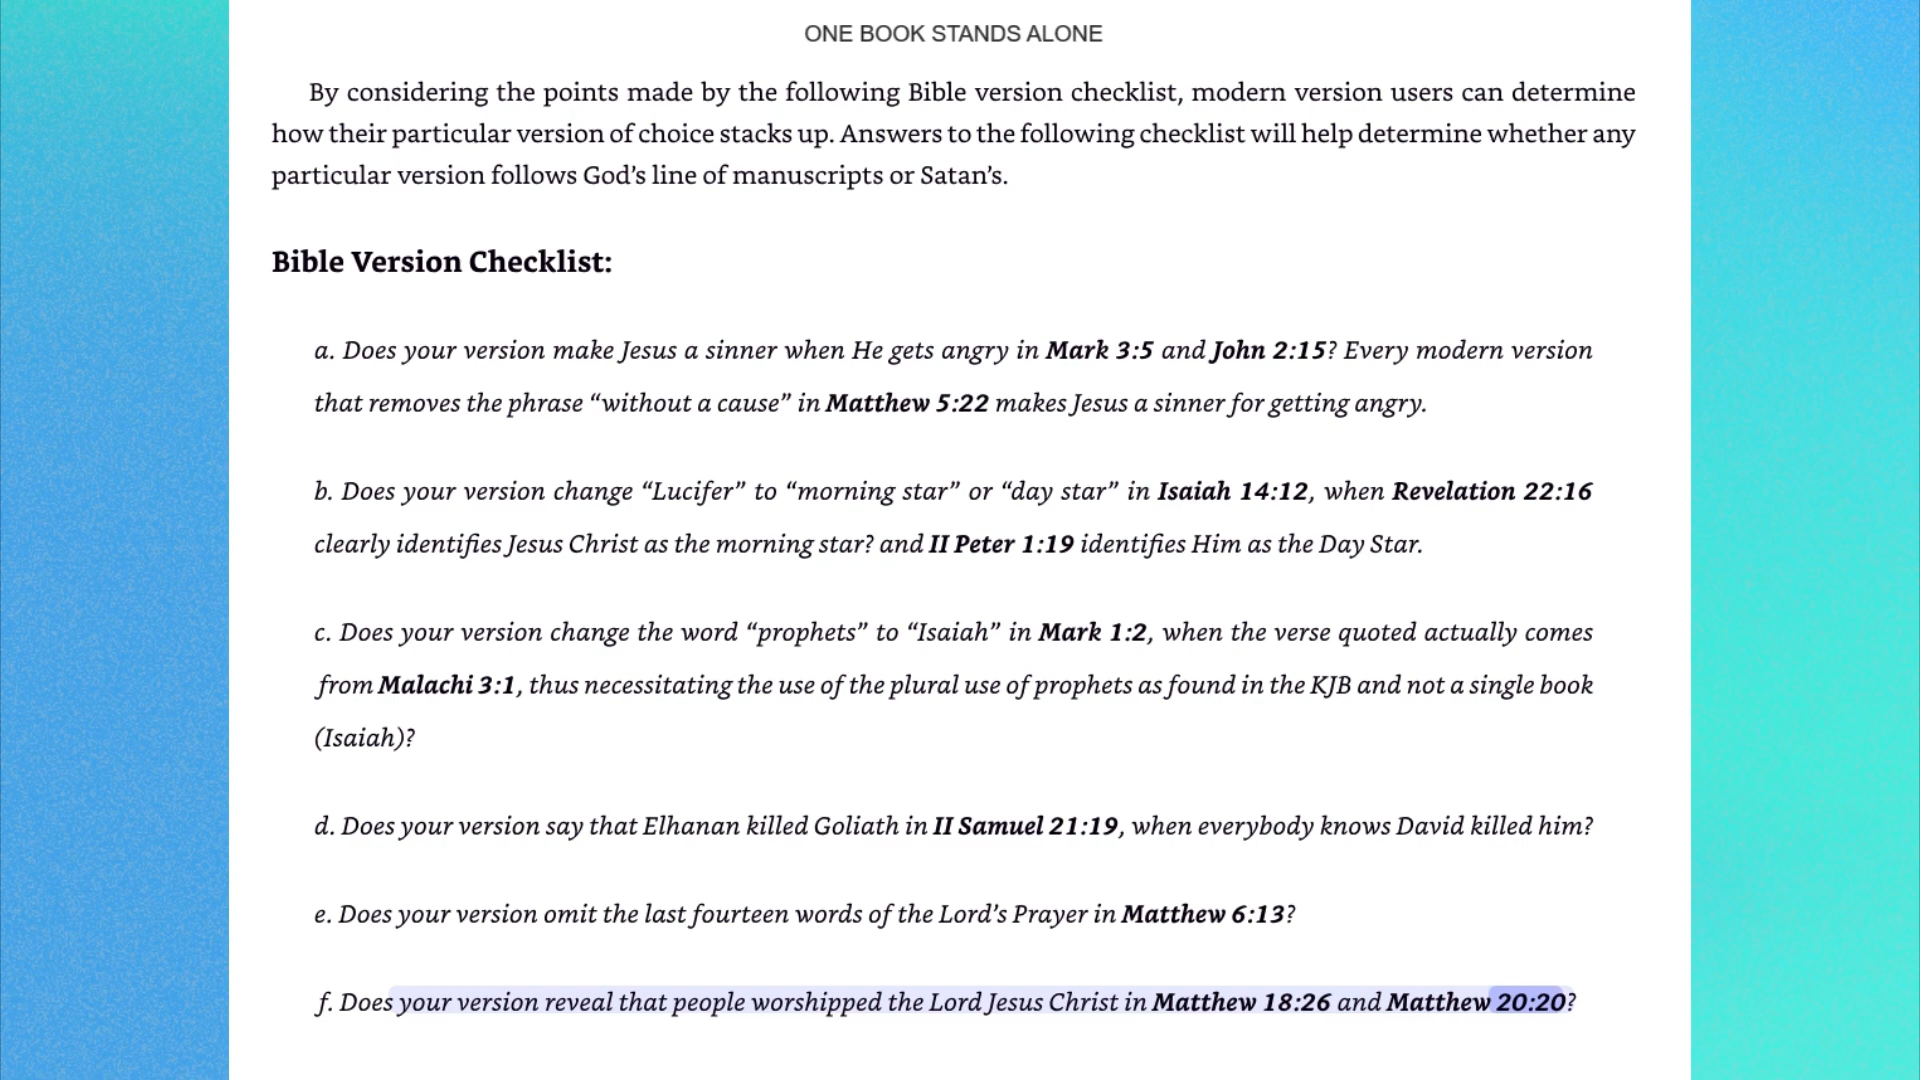 ONE BOOK STANDS ALONE
By considering the points made by the following Bible version checklist, modern version users can determine
how their particular version of choice stacks up. Answers to the following checklist will help determine whether any
particular version follows God’s line of manuscripts or Satan’s.
Bible Version Checklist:
a. Does your version make Jesus a sinner when He gets angry in Mark 3:5 and John 2:15? Every modern version
that removes the phrase “without a cause” in Matthew 5:22 makes Jesus a sinner for getting angry.
b. Does your version change “Lucifer” to “morning star” or “day star” in Isaiah 14:12, when Revelation 22:16
clearly identifies Jesus Christ as the morning star? and II Peter 1:19 identifies Him as the Day Star.
c. Does your version change the word “prophets” to “Isaiah” in Mark 1:2, when the verse quoted actually comes
from Malachi 3:1, thus necessitating the use of the plural use of prophets as found in the KJB and not a single book
(Isaiah)?
d. Does your version say that Elhanan killed Goliath in II Samuel 21:19, when everybody knows David killed him?
e. Does your version omit the last fourteen words of the Lord’s Prayer in Matthew 6:13?
f. Does your version reveal that people worshipped the Lord Jesus Christ in Matthew 18:26 and Matthew 20:20?